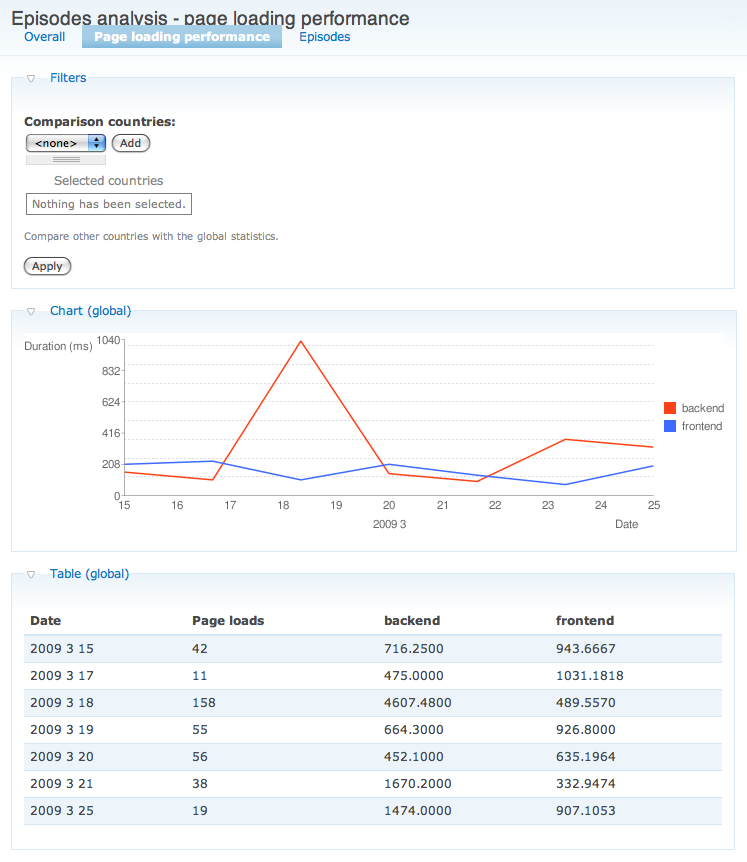 Episodes analysis - page loading performance
Overall Page loading performance Episodes
Filters
Comparison countries:
<none> Add
Selected countries
Nothing has been selected.
Compare other countries with the global statistics.
Apply
Chart (global)
Duration (ms) 1040
832
624
416
208
0
backend
frontend
15 16 17 18 19 20 21 22 23 24 25
2009 3 Date
Table (global)
Date Page loads backend frontend
2009 3 15 42 716.2500 943.6667
2009 3 17 11 475.0000 1031.1818
2009 3 18 158 4607.4800 489.5570
2009 3 19 55 664.3000 926.8000
2009 3 20 56 452.1000 635.1964
2009 3 21 38 1670.2000 332.9474
2009 3 25 19 1474.0000 907.1053